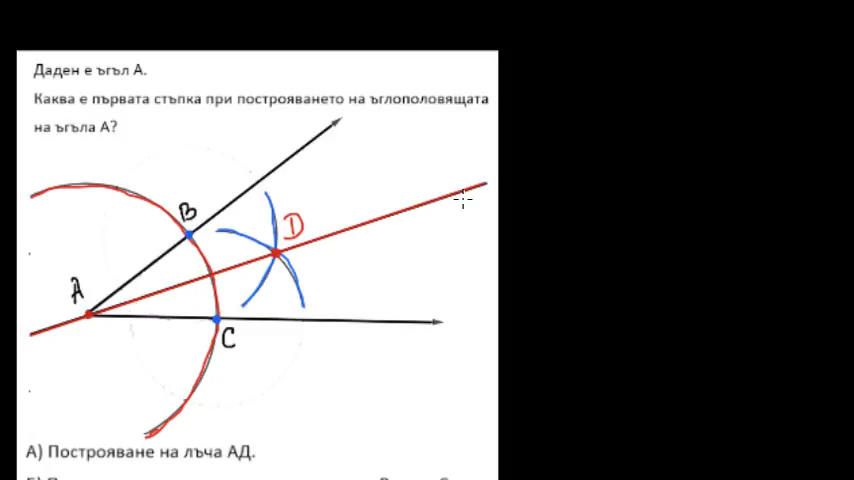 Даден е ъгъл А.
Каква е първата стъпка при построяването на ъглополовящата
на ъгъла А?
B
D
A
C
А) Построяване на лъча АД.